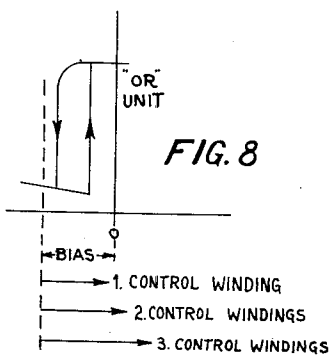 "OR"
UNIT
FIG. 8
O
BIAS
1. CONTROL WINDING
2. CONTROL WINDINGS
3. CONTROL WINDINGS